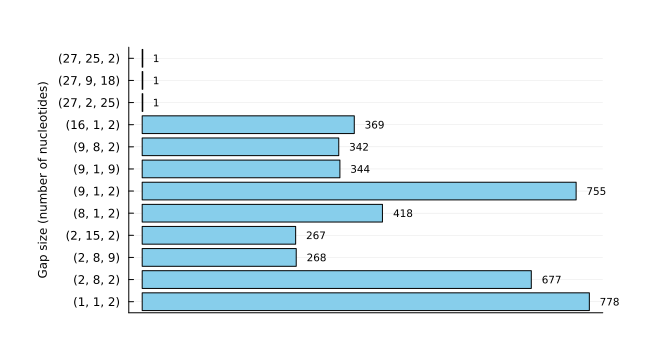 Gap size (number of nucleotides)
(27, 25, 2) 1
(27, 9, 18) 1
(27, 2, 25) 1
(16, 1, 2) 369
(9, 8, 2) 342
(9, 1, 9) 344
(9, 1, 2) 755
(8, 1, 2) 418
(2, 15, 2) 267
(2, 8, 9) 268
(2, 8, 2) 677
(1, 1, 2) 778